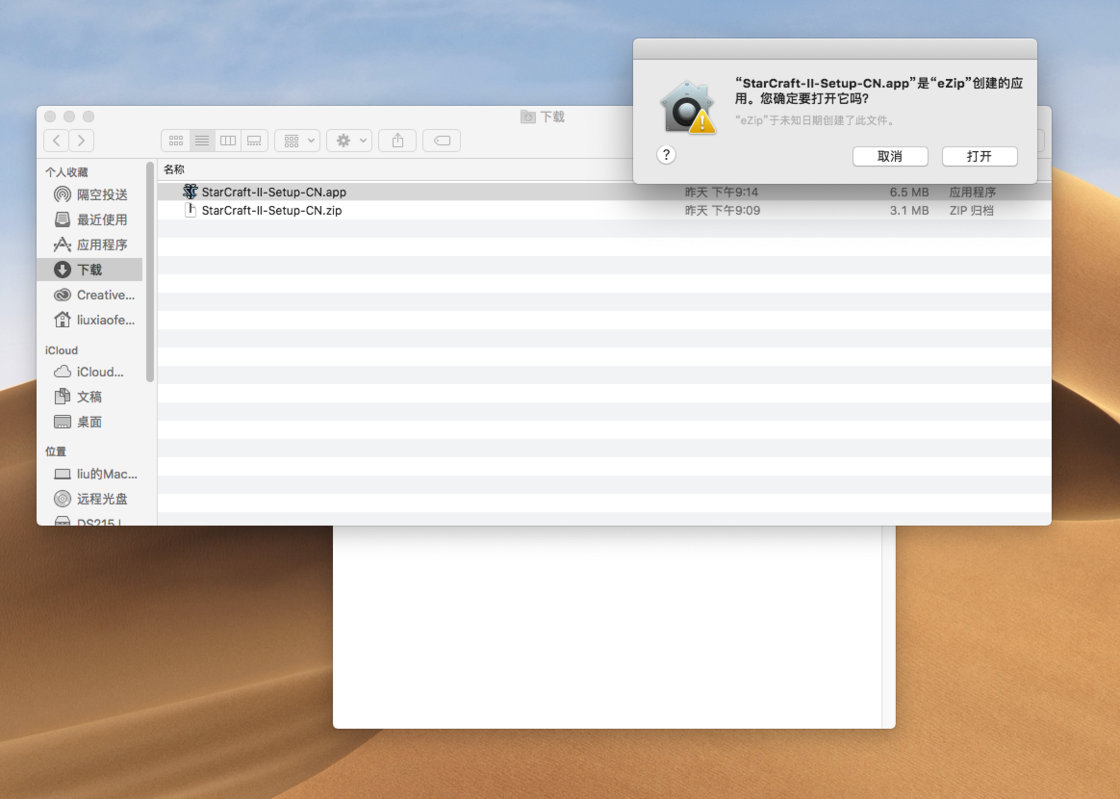 “StarCraft-II-Setup-CN.app”是“eZip”创建的应
用。您确定要打开它吗?
“eZip”于未知日期创建了此文件。
?
取消
打开
下载
个人收藏
隔空投送
最近使用
应用程序
下载
Creative...
liuxiaofe...
iCloud
iCloud...
文稿
桌面
位置
liu的Mac...
远程光盘
名称
StarCraft-II-Setup-CN.app 昨天 下午9:14 6.5 MB 应用程序
StarCraft-II-Setup-CN.zip 昨天 下午9:09 3.1 MB ZIP 归档